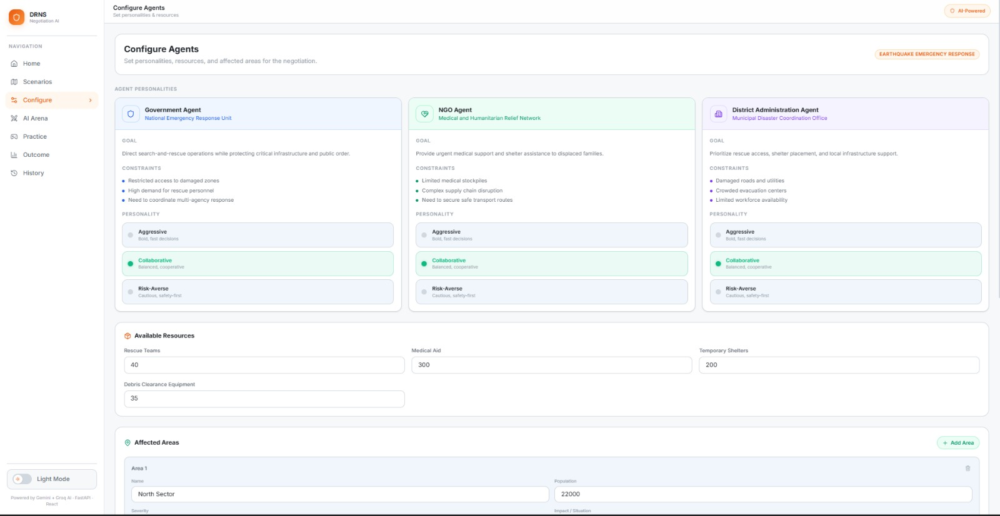 DRNS
Negotiation AI
NAVIGATION
Home
Scenarios
Configure
AI Arena
Practice
Outcome
History
Light Mode
Powered by Gemini + Groq AI · FastAPI ·
React
Configure Agents
Set personalities & resources
AI-Powered
Configure Agents
Set personalities, resources, and affected areas for the negotiation.
EARTHQUAKE EMERGENCY RESPONSE
AGENT PERSONALITIES
Government Agent
National Emergency Response Unit
GOAL
Direct search-and-rescue operations while protecting critical infrastructure and public order.
CONSTRAINTS
Restricted access to damaged zones
High demand for rescue personnel
Need to coordinate multi-agency response
PERSONALITY
Aggressive
Bold, fast decisions
Collaborative
Balanced, cooperative
Risk-Averse
Cautious, safety-first
NGO Agent
Medical and Humanitarian Relief Network
GOAL
Provide urgent medical support and shelter assistance to displaced families.
CONSTRAINTS
Limited medical stockpiles
Complex supply chain disruption
Need to secure safe transport routes
PERSONALITY
Aggressive
Bold, fast decisions
Collaborative
Balanced, cooperative
Risk-Averse
Cautious, safety-first
District Administration Agent
Municipal Disaster Coordination Office
GOAL
Prioritize rescue access, shelter placement, and local infrastructure support.
CONSTRAINTS
Damaged roads and utilities
Crowded evacuation centers
Limited workforce availability
PERSONALITY
Aggressive
Bold, fast decisions
Collaborative
Balanced, cooperative
Risk-Averse
Cautious, safety-first
Available Resources
Rescue Teams
40
Medical Aid
300
Temporary Shelters
200
Debris Clearance Equipment
35
Affected Areas
+ Add Area
Area 1
Name
North Sector
Population
22000
Severity
Impact / Situation